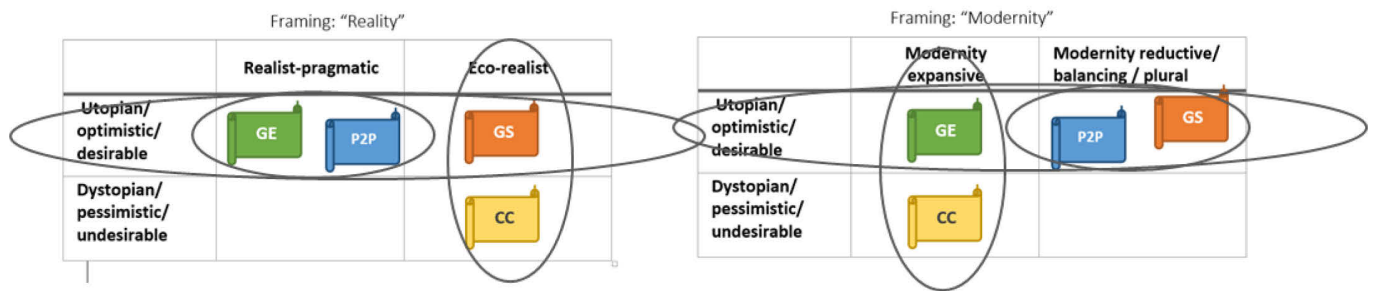 Framing: “Reality”
Realist-pragmatic
Eco-realist
Utopian/
optimistic/
desirable
GE
P2P
GS
Dystopian/
pessimistic/
undesirable
CC
Framing: “Modernity”
Modernity
expansive
Modernity reductive/
balancing / plural
Utopian/
optimistic/
desirable
GE
P2P
GS
Dystopian/
pessimistic/
undesirable
CC